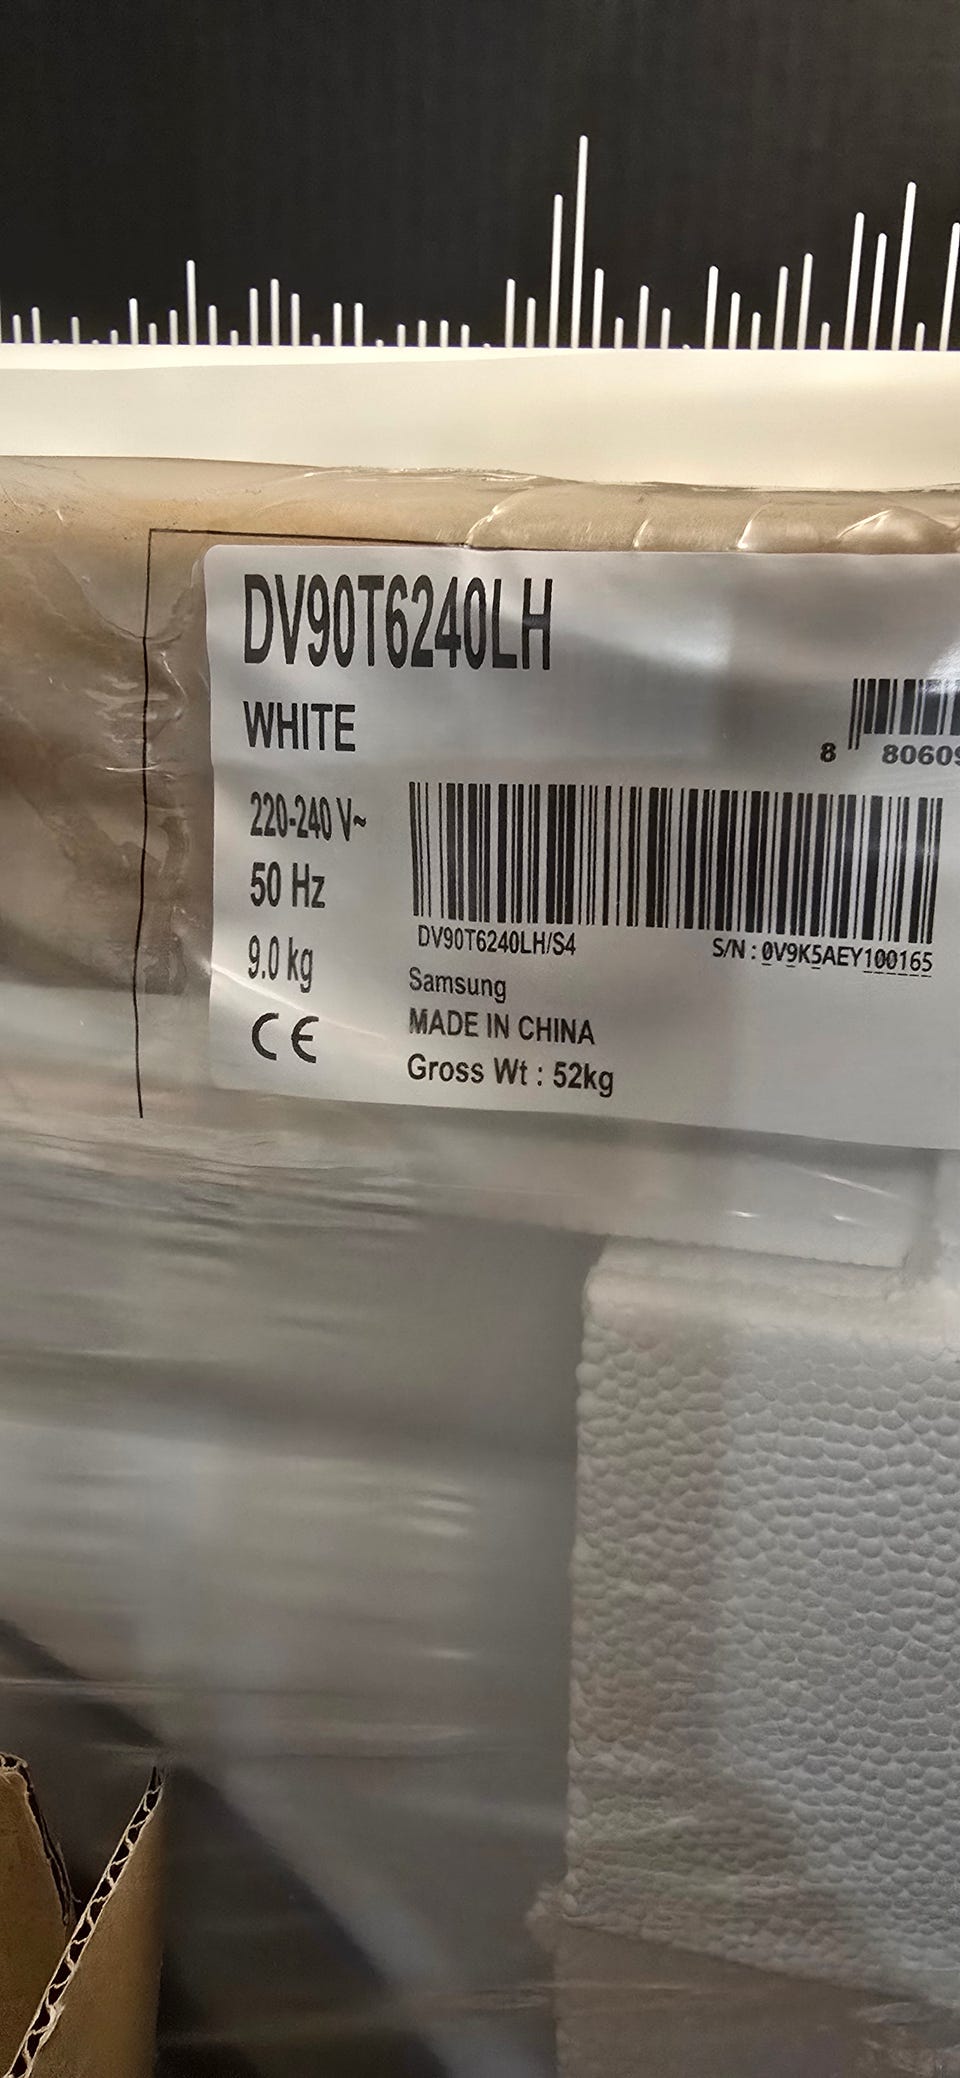 DV90T6240LH
WHITE
8 80609
220-240 V~
50 Hz
9.0 kg
CE
DV90T6240LH/S4
S/N : 0V9K5AEY100165
Samsung
MADE IN CHINA
Gross Wt : 52kg